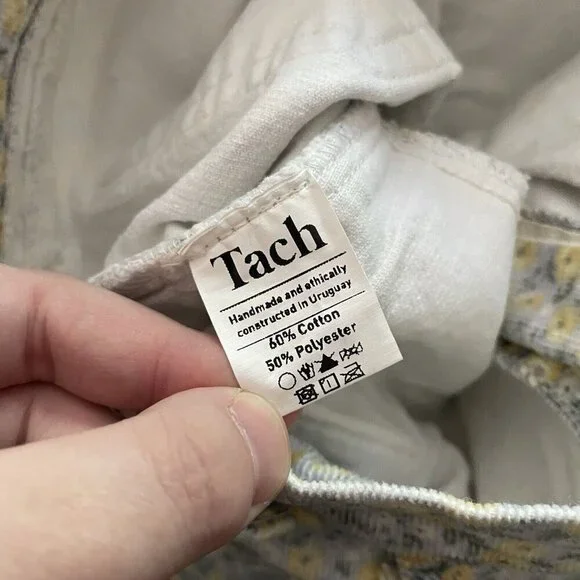 Tach
Handmade and ethically
constructed in Uruguay
60% Cotton
50% Polyester